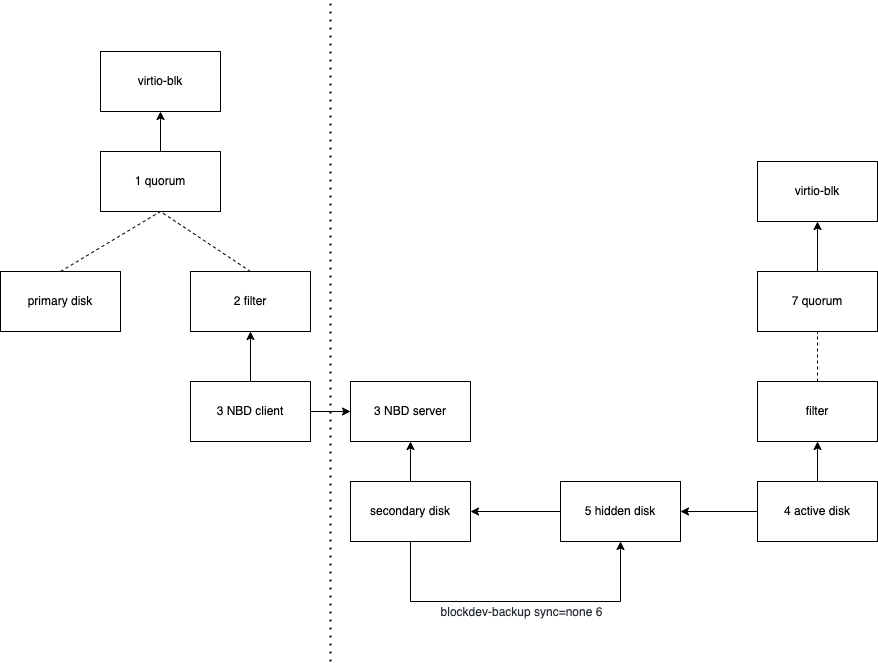 virtio-blk
1 quorum
primary disk
2 filter
3 NBD client
3 NBD server
secondary disk
5 hidden disk
4 active disk
filter
7 quorum
virtio-blk
blockdev-backup sync=none 6